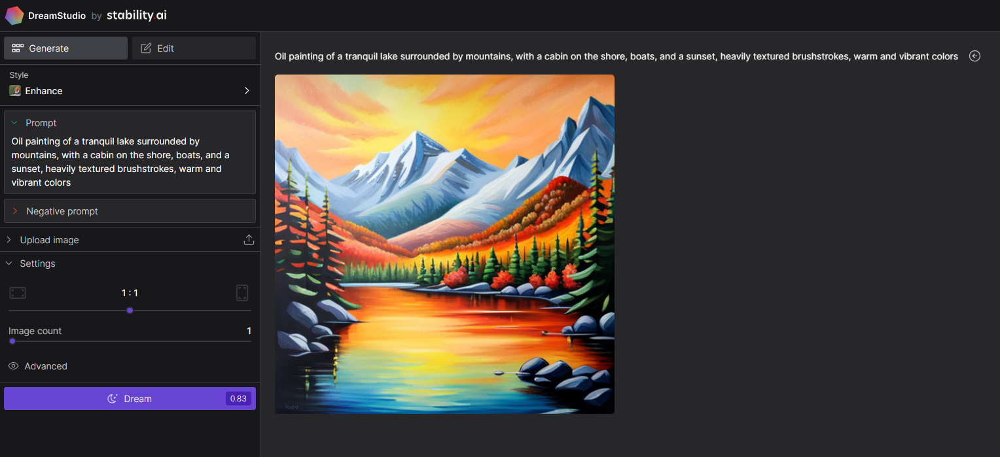 DreamStudio by stability.ai
Generate
Edit
Style
Enhance
Prompt
Oil painting of a tranquil lake surrounded by
mountains, with a cabin on the shore, boats, and a
sunset, heavily textured brushstrokes, warm and
vibrant colors
Negative prompt
Upload image
Settings
1 : 1
Image count 1
Advanced
Dream 0.83
Oil painting of a tranquil lake surrounded by mountains, with a cabin on the shore, boats, and a sunset, heavily textured brushstrokes, warm and vibrant colors